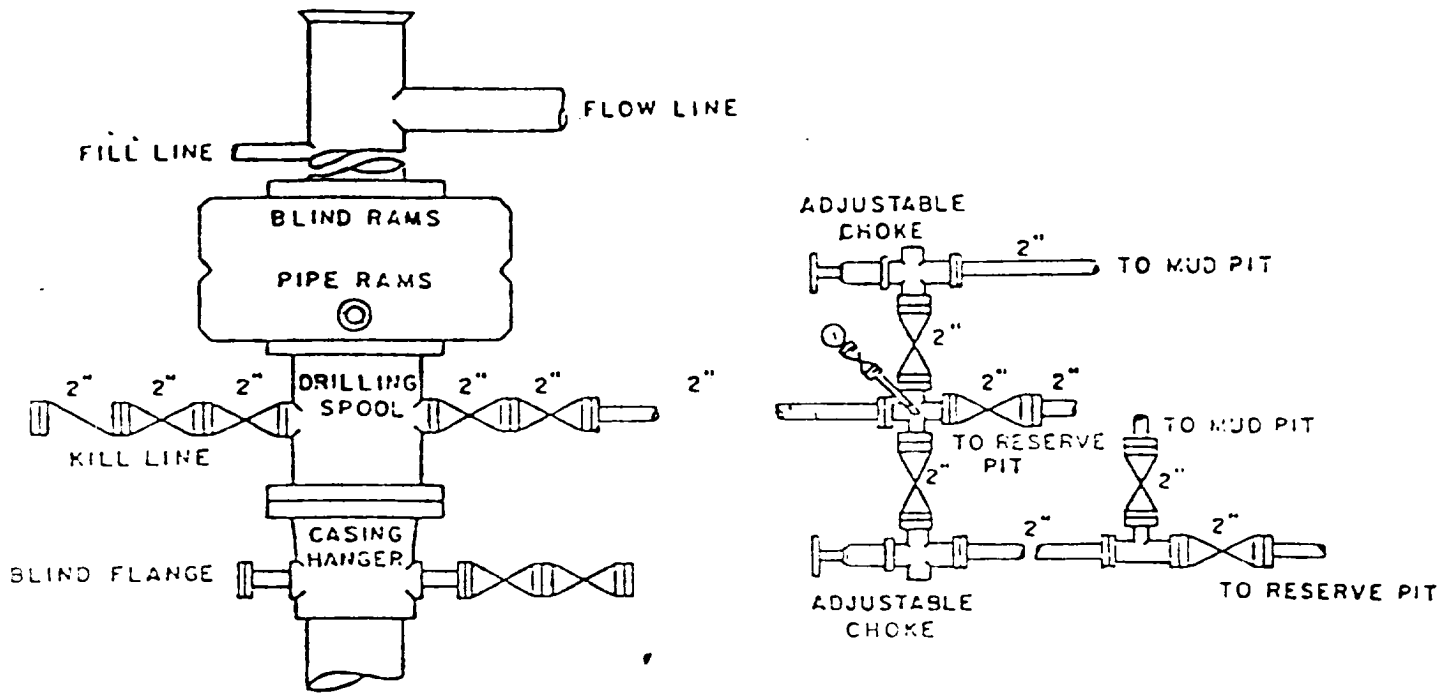 FLOW LINE
FILL LINE
BLIND RAMS
PIPE RAMS
2" 2" 2" DRILLING 2" 2" 2"
SPOOL
KILL LINE
CASING
HANGER
BLIND FLANGE
ADJUSTABLE
CHOKE
2"
TO MUD PIT
2"
2" 2"
TO RESERVE
PIT
TO MUD PIT
2"
2"
2"
2"
TO RESERVE PIT
ADJUSTABLE
CHOKE